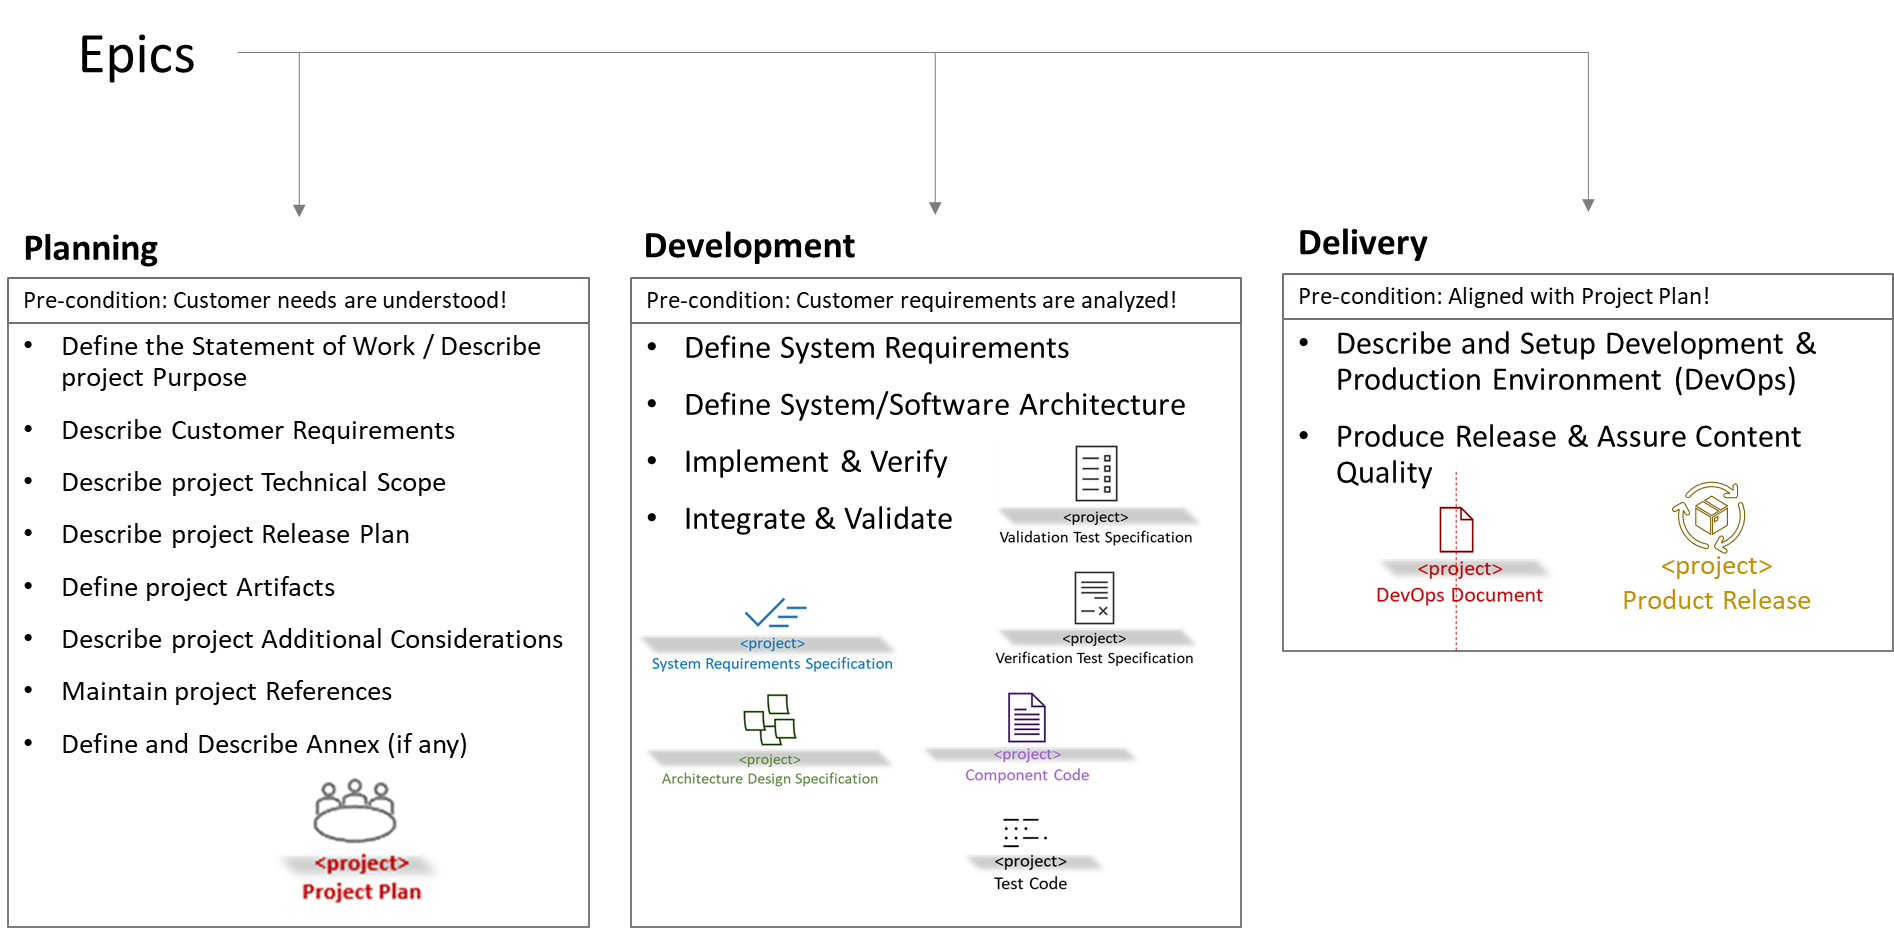 Epics
Planning
Pre-condition: Customer needs are understood!
• Define the Statement of Work / Describe
project Purpose
• Describe Customer Requirements
• Describe project Technical Scope
• Describe project Release Plan
• Define project Artifacts
• Describe project Additional Considerations
• Maintain project References
• Define and Describe Annex (if any)
<project>
Project Plan
Development
Pre-condition: Customer requirements are analyzed!
• Define System Requirements
• Define System/Software Architecture
• Implement & Verify
• Integrate & Validate
<project>
Validation Test Specification
<project>
System Requirements Specification
<project>
Verification Test Specification
<project>
Architecture Design Specification
<project>
Component Code
<project>
Test Code
Delivery
Pre-condition: Aligned with Project Plan!
• Describe and Setup Development &
Production Environment (DevOps)
• Produce Release & Assure Content
Quality
<project>
DevOps Document
<project>
Product Release